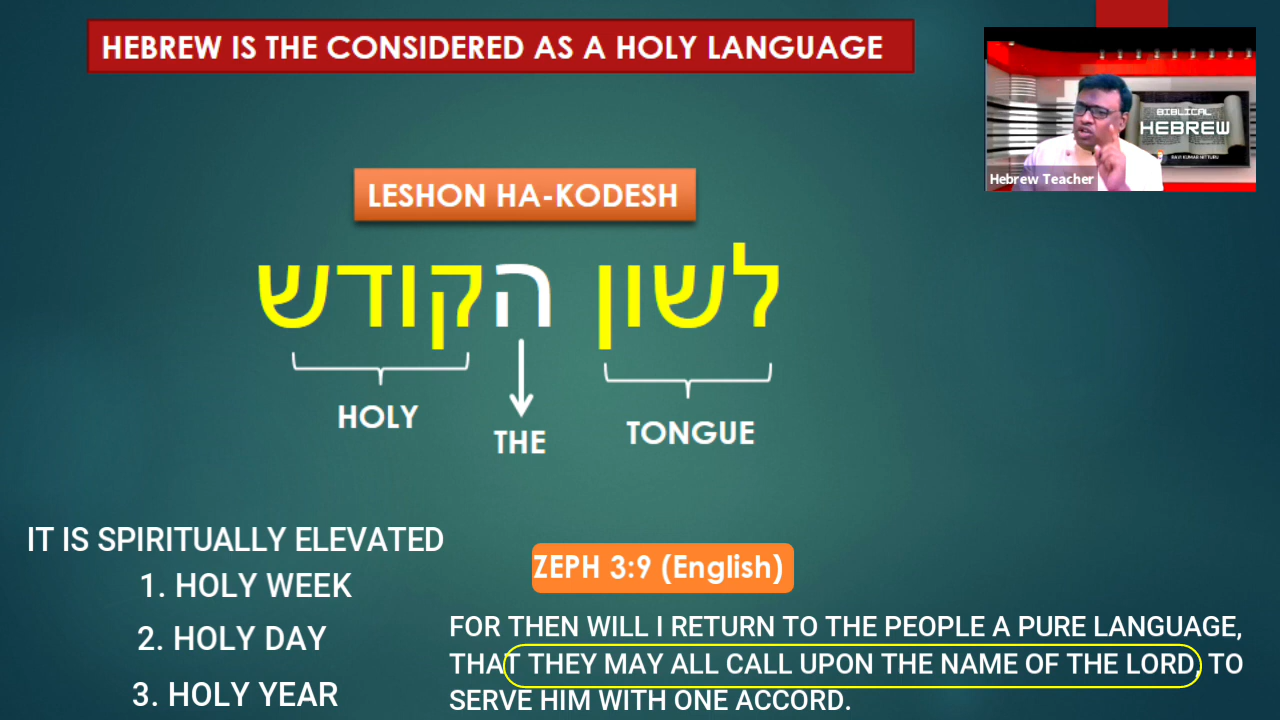 HEBREW IS THE CONSIDERED AS A HOLY LANGUAGE
BIBLICAL
HEBREW
Hebrew Teacher
LESHON HA-KODESH
לשון הקודש
HOLY
THE
TONGUE
IT IS SPIRITUALLY ELEVATED
1. HOLY WEEK
2. HOLY DAY
3. HOLY YEAR
ZEPH 3:9 (English)
FOR THEN WILL I RETURN TO THE PEOPLE A PURE LANGUAGE,
THAT THEY MAY ALL CALL UPON THE NAME OF THE LORD, TO
SERVE HIM WITH ONE ACCORD.